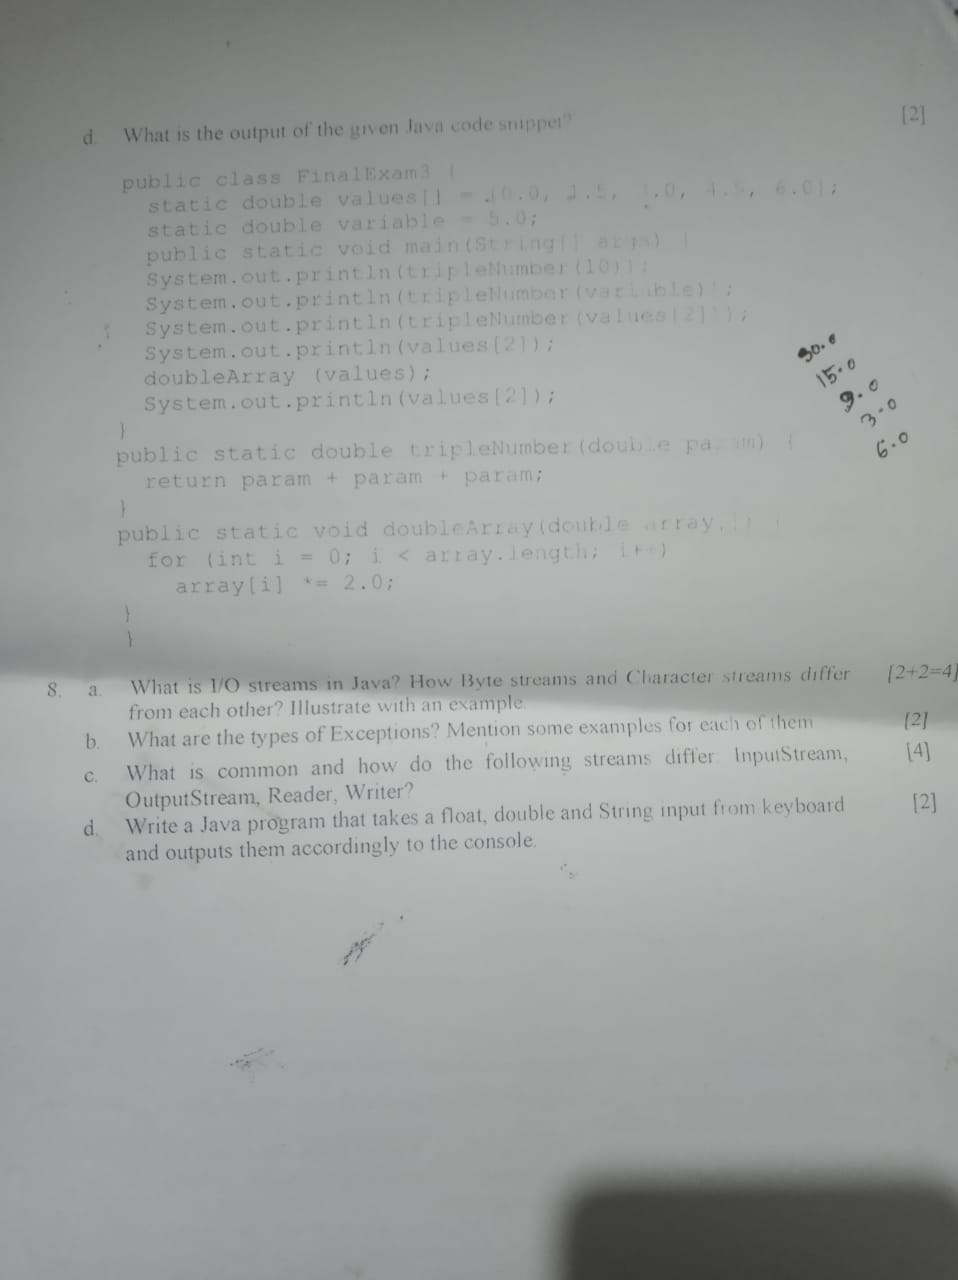 d. What is the output of the given Java code snippet? [2]
public class FinalExam3 {
static double values[] = {0.0, 1.5, .0, 4.5, 6.0};
static double variable = 5.0;
public static void main(String[] args) {
System.out.println(tripleNumber(10));
System.out.println(tripleNumber(variable));
System.out.println(tripleNumber(values[2]));
System.out.println(values[2]);
doubleArray (values);
System.out.println(values[2]);
}
public static double tripleNumber(double param) {
return param + param + param;
}
public static void doubleArray(double array[]) {
for (int i = 0; i < array.length; i++)
array[i] *= 2.0;
}
}
30.0
15.0
9.0
3.0
6.0
8. a. What is I/O streams in Java? How Byte streams and Character streams differ [2+2=4]
from each other? Illustrate with an example.
b. What are the types of Exceptions? Mention some examples for each of them [2]
c. What is common and how do the following streams differ InputStream, [4]
OutputStream, Reader, Writer?
d. Write a Java program that takes a float, double and String input from keyboard [2]
and outputs them accordingly to the console.